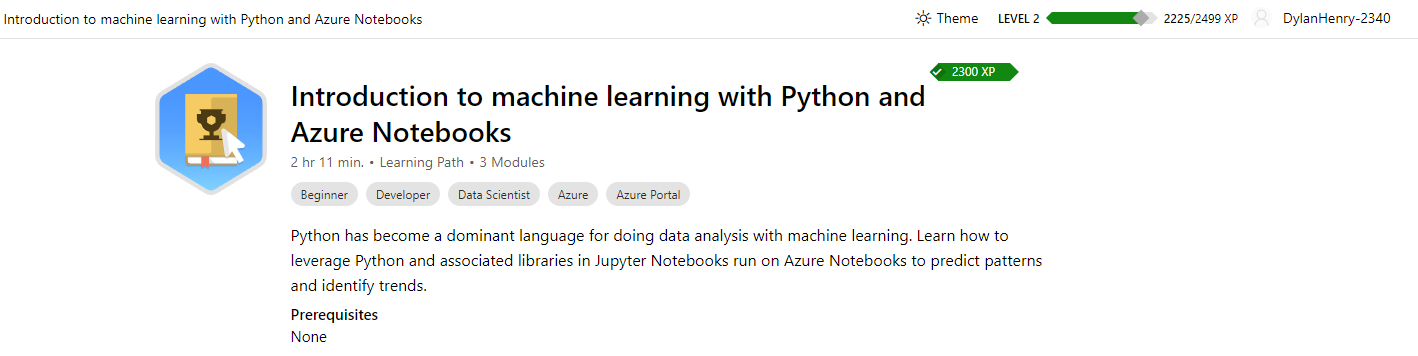 Introduction to machine learning with Python and Azure Notebooks
Theme
LEVEL 2
2225/2499 XP
DylanHenry-2340
2300 XP
Introduction to machine learning with Python and
Azure Notebooks
2 hr 11 min. • Learning Path • 3 Modules
Beginner Developer Data Scientist Azure Azure Portal
Python has become a dominant language for doing data analysis with machine learning. Learn how to
leverage Python and associated libraries in Jupyter Notebooks run on Azure Notebooks to predict patterns
and identify trends.
Prerequisites
None